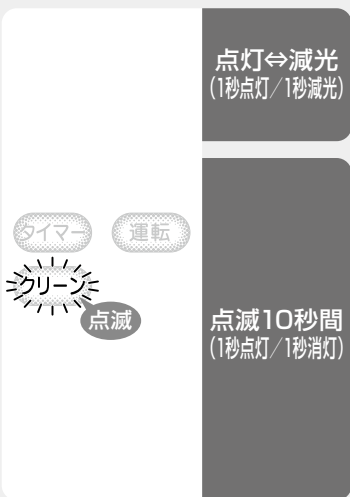 点灯⇔減光
(1秒点灯/1秒減光)
タイマー 運転
クリーン
点滅
点滅10秒間
(1秒点灯/1秒消灯)